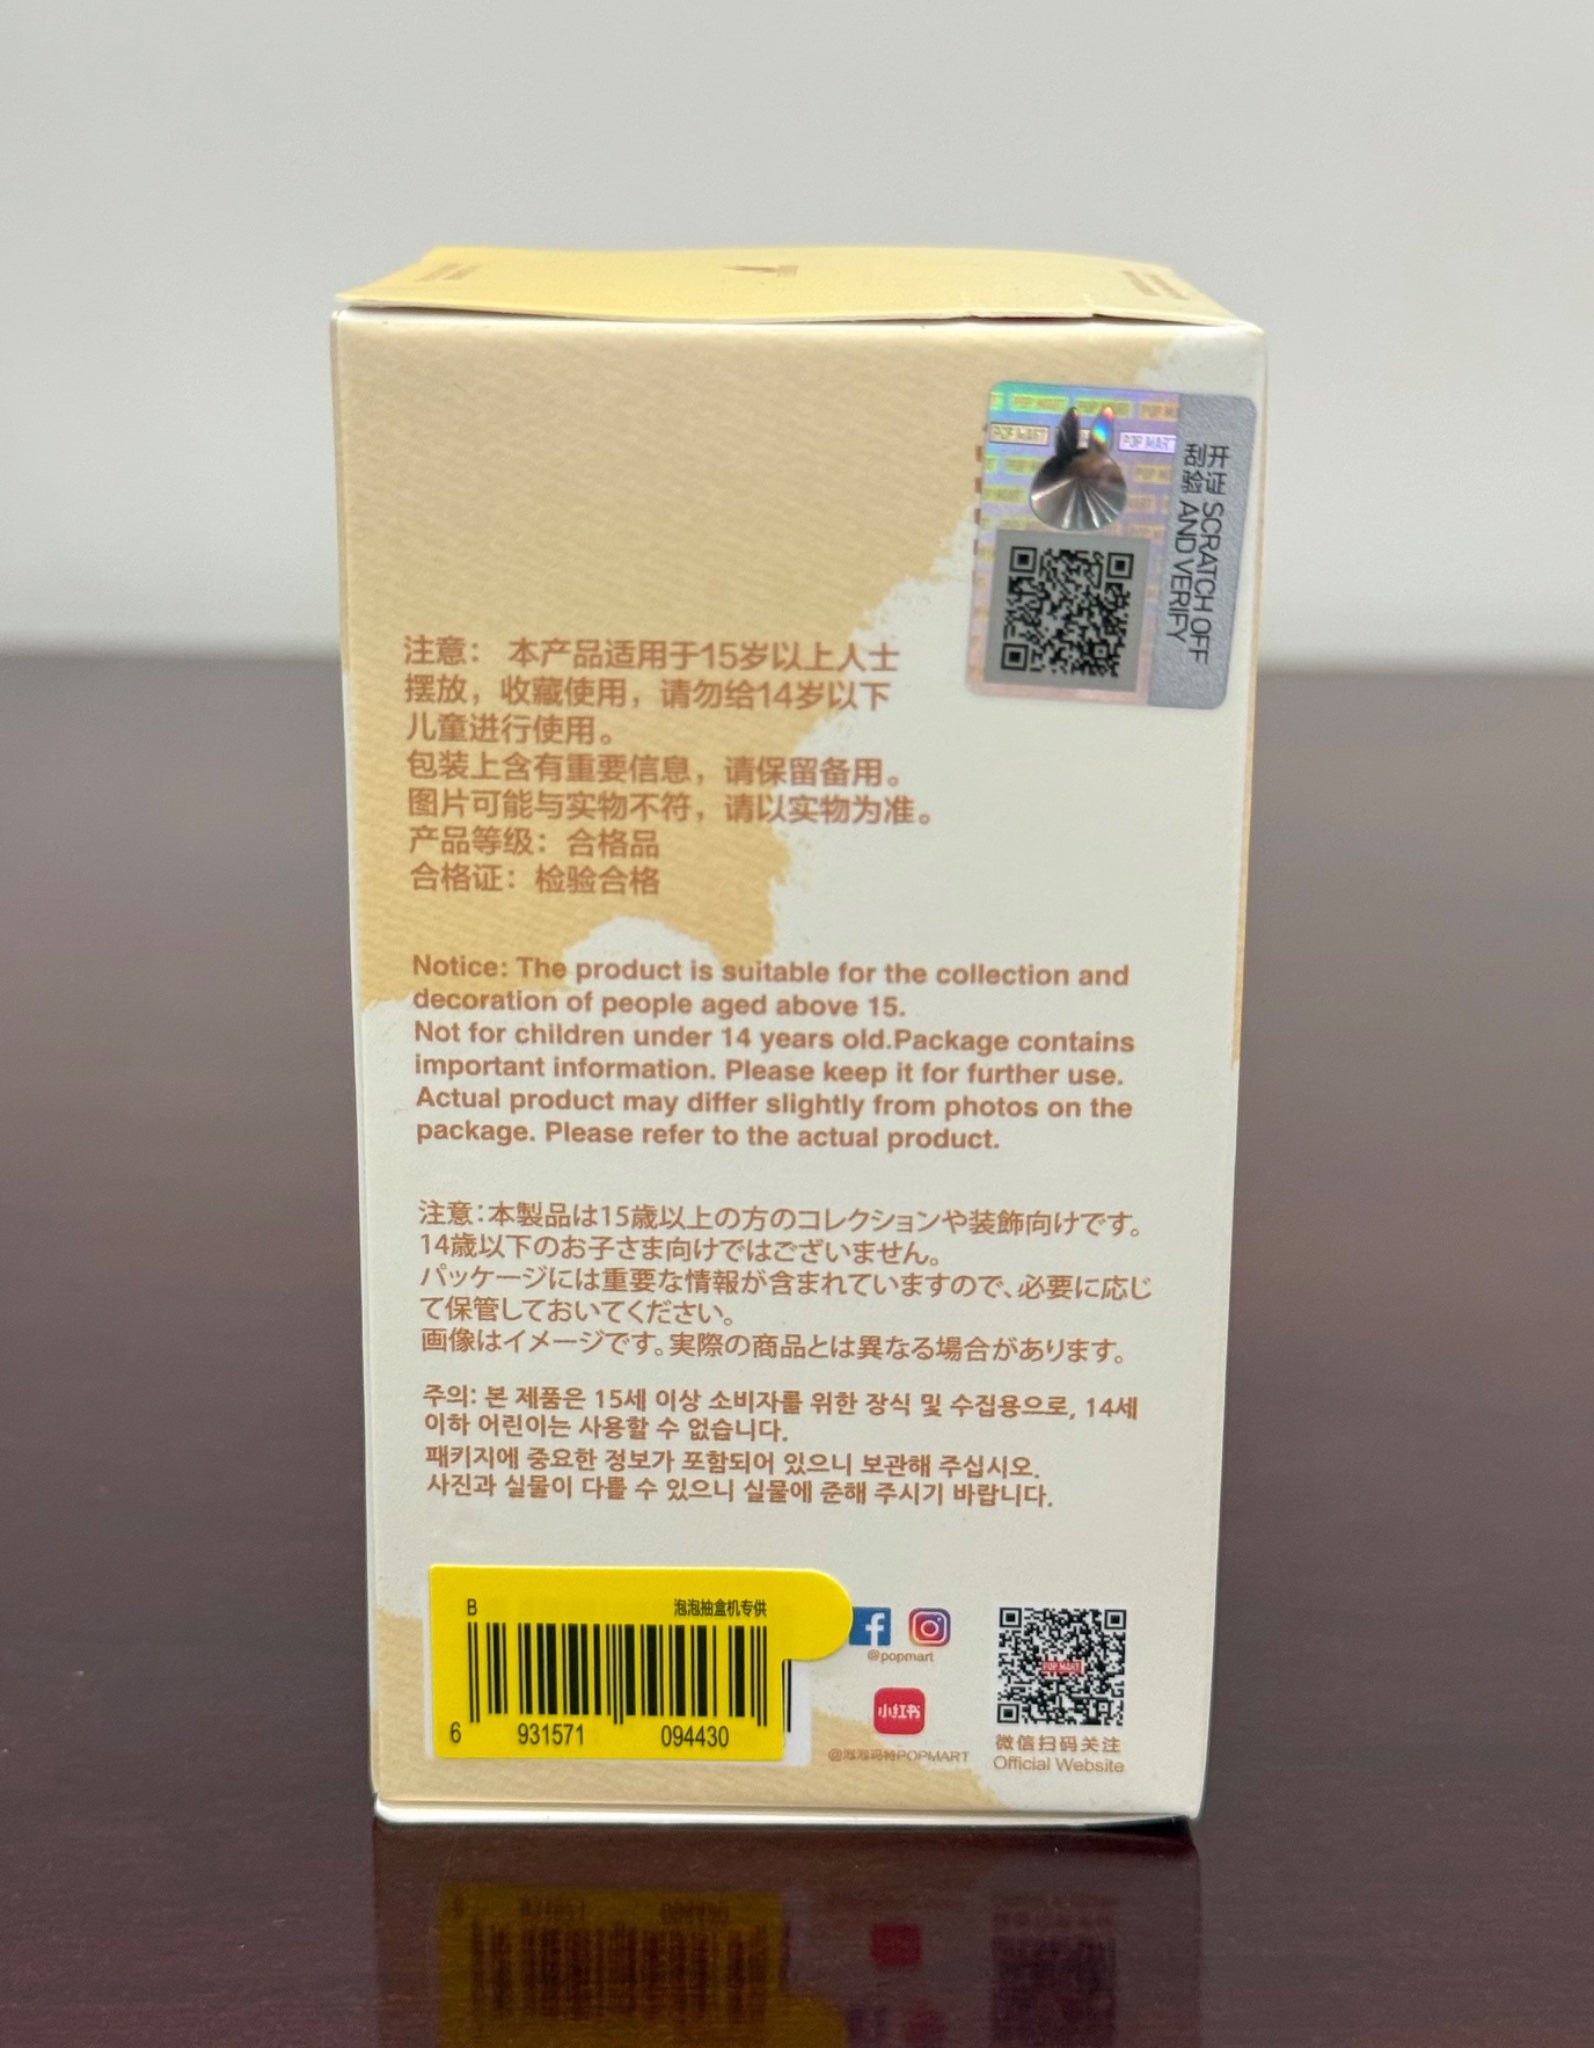 POP MART
POP MART
开 证 SCRATCH OFF
刮 验 AND VERIFY
注意： 本产品适用于15岁以上人士
摆放，收藏使用，请勿给14岁以下
儿童进行使用。
包装上含有重要信息，请保留备用。
图片可能与实物不符，请以实物为准。
产品等级：合格品
合格证：检验合格
Notice: The product is suitable for the collection and
decoration of people aged above 15.
Not for children under 14 years old.Package contains
important information. Please keep it for further use.
Actual product may differ slightly from photos on the
package. Please refer to the actual product.
注意：本製品は15歳以上の方のコレクションや装飾向けです。
14歳以下のお子さま向けではございません。
パッケージには重要な情報が含まれていますので、必要に応じ
て保管しておいてください。
画像はイメージです。実際の商品とは異なる場合があります。
주의: 본 제품은 15세 이상 소비자를 위한 장식 및 수집용으로, 14세
이하 어린이는 사용할 수 없습니다.
패키지에 중요한 정보가 포함되어 있으니 보관해 주십시오.
사진과 실물이 다를 수 있으니 실물에 준해 주시기 바랍니다.
B 泡泡抽盒机专供
6 931571 094430
@popmart
小红书
@泡泡玛特POPMART
POP MART
微信扫码关注
Official Website